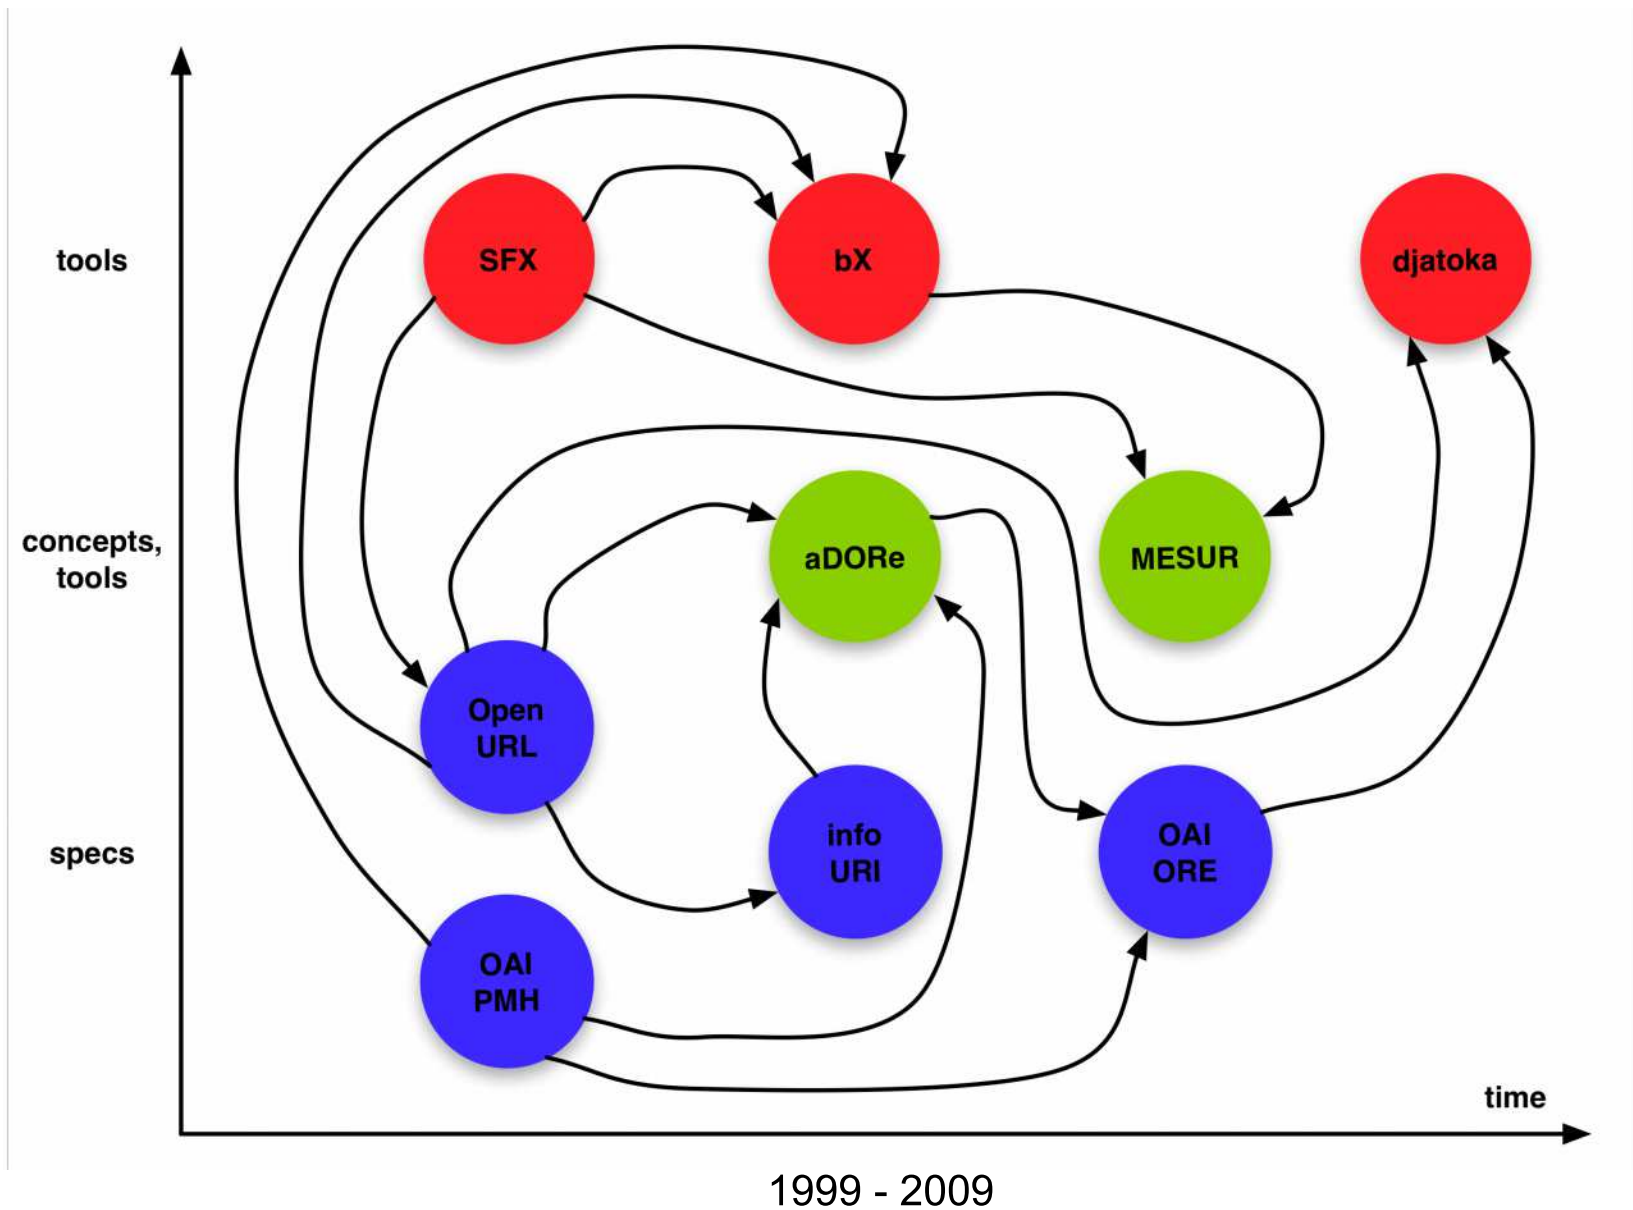 tools
SFX
bX
djatoka
concepts,
tools
aDORe
MESUR
Open
URL
specs
info
URI
OAI
ORE
OAI
PMH
time
1999 - 2009